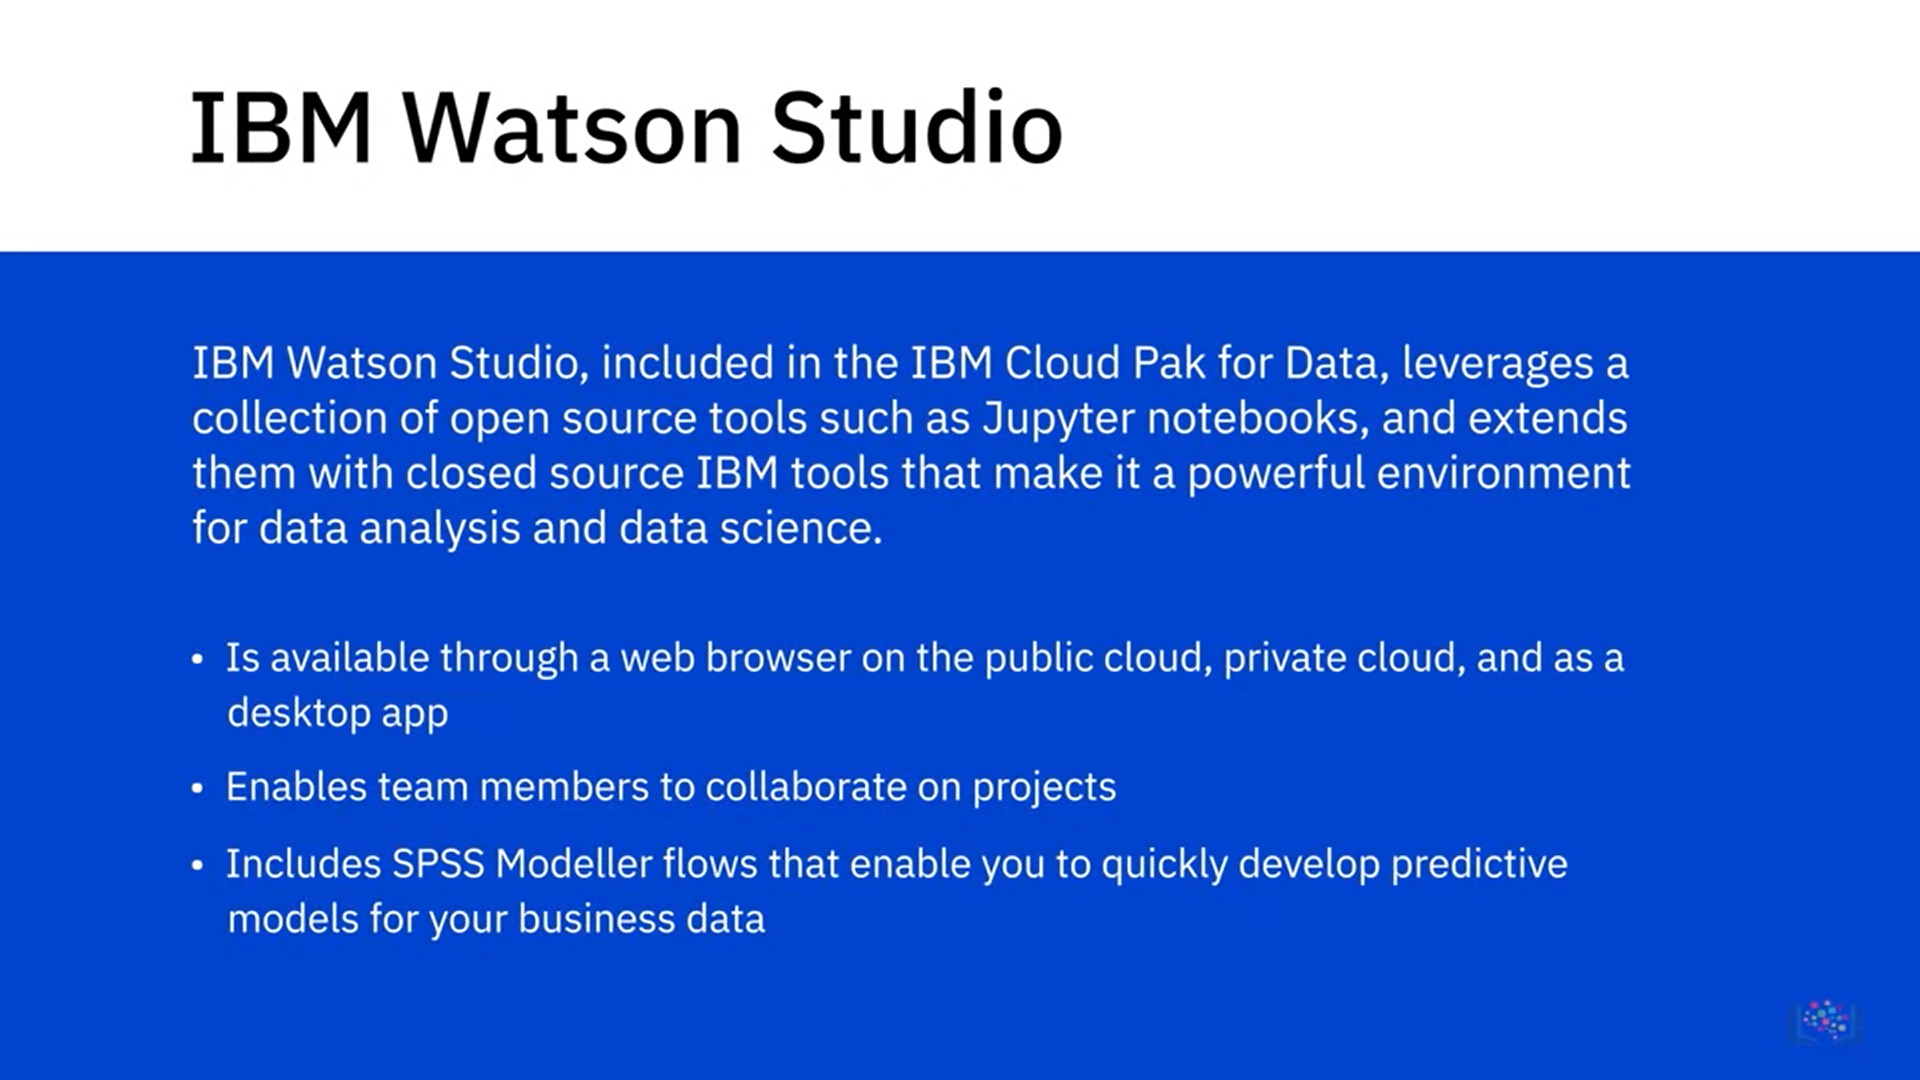 IBM Watson Studio
IBM Watson Studio, included in the IBM Cloud Pak for Data, leverages a
collection of open source tools such as Jupyter notebooks, and extends
them with closed source IBM tools that make it a powerful environment
for data analysis and data science.
• Is available through a web browser on the public cloud, private cloud, and as a
desktop app
• Enables team members to collaborate on projects
• Includes SPSS Modeller flows that enable you to quickly develop predictive
models for your business data